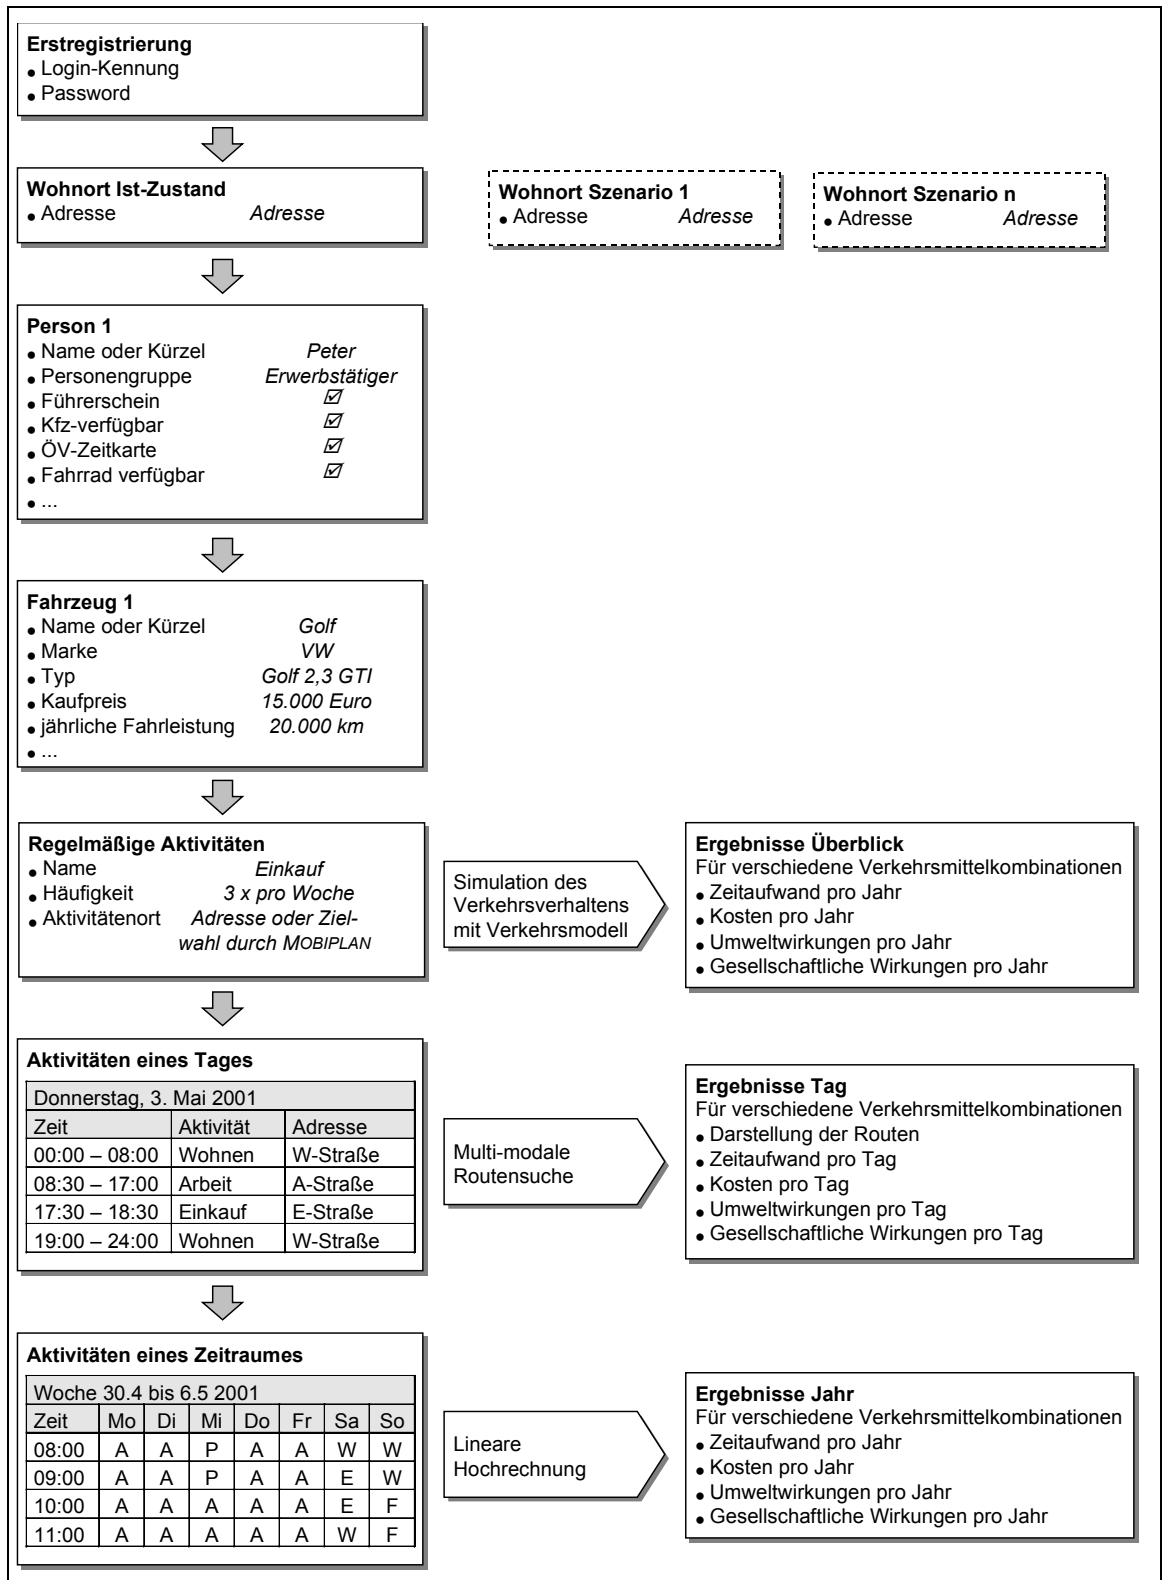 Erstregistrierung
• Login-Kennung
• Password
Wohnort Ist-Zustand
• Adresse Adresse
Wohnort Szenario 1
• Adresse Adresse
Wohnort Szenario n
• Adresse Adresse
Person 1
• Name oder Kürzel Peter
• Personengruppe Erwerbstätiger
• Führerschein ☑
• Kfz-verfügbar ☑
• ÖV-Zeitkarte ☑
• Fahrrad verfügbar ☑
• ...
Fahrzeug 1
• Name oder Kürzel Golf
• Marke VW
• Typ Golf 2,3 GTI
• Kaufpreis 15.000 Euro
• jährliche Fahrleistung 20.000 km
• ...
Regelmäßige Aktivitäten
• Name Einkauf
• Häufigkeit 3 x pro Woche
• Aktivitätenort Adresse oder Ziel-
wahl durch MOBIPLAN
Simulation des
Verkehrsverhaltens
mit Verkehrsmodell
Ergebnisse Überblick
Für verschiedene Verkehrsmittelkombinationen
• Zeitaufwand pro Jahr
• Kosten pro Jahr
• Umweltwirkungen pro Jahr
• Gesellschaftliche Wirkungen pro Jahr
Aktivitäten eines Tages
Donnerstag, 3. Mai 2001
Zeit Aktivität Adresse
00:00 – 08:00 Wohnen W-Straße
08:30 – 17:00 Arbeit A-Straße
17:30 – 18:30 Einkauf E-Straße
19:00 – 24:00 Wohnen W-Straße
Multi-modale
Routensuche
Ergebnisse Tag
Für verschiedene Verkehrsmittelkombinationen
• Darstellung der Routen
• Zeitaufwand pro Tag
• Kosten pro Tag
• Umweltwirkungen pro Tag
• Gesellschaftliche Wirkungen pro Tag
Aktivitäten eines Zeitraumes
Woche 30.4 bis 6.5 2001
Zeit Mo Di Mi Do Fr Sa So
08:00 A A P A A W W
09:00 A A P A A E W
10:00 A A A A A E F
11:00 A A A A A W F
Lineare
Hochrechnung
Ergebnisse Jahr
Für verschiedene Verkehrsmittelkombinationen
• Zeitaufwand pro Jahr
• Kosten pro Jahr
• Umweltwirkungen pro Jahr
• Gesellschaftliche Wirkungen pro Jahr